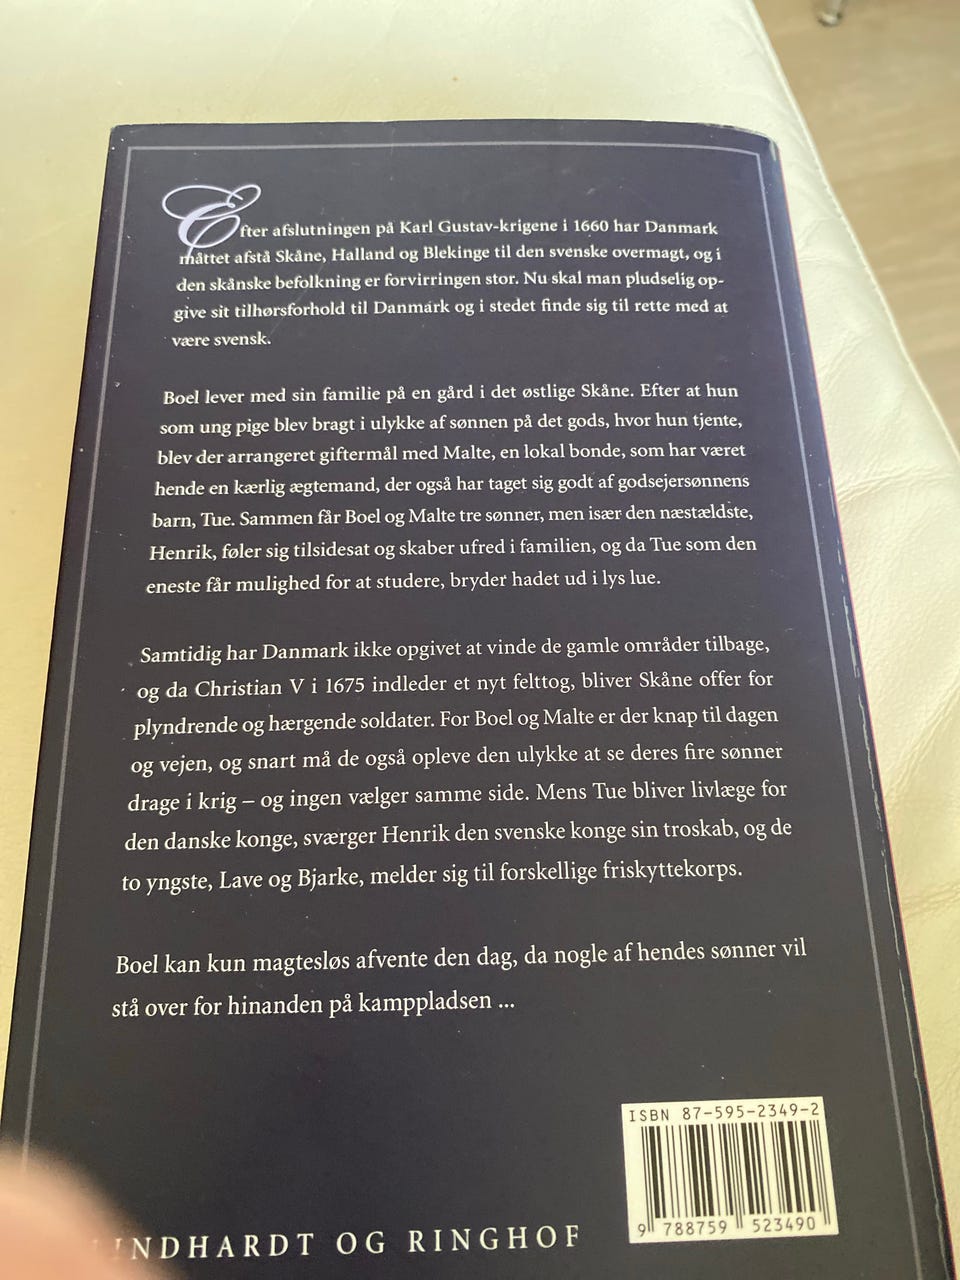 Efter afslutningen på Karl Gustav-krigene i 1660 har Danmark
måttet afstå Skåne, Halland og Blekinge til den svenske overmagt, og i
den skånske befolkning er forvirringen stor. Nu skal man pludselig op-
give sit tilhørsforhold til Danmark og i stedet finde sig til rette med at
være svensk.
Boel lever med sin familie på en gård i det østlige Skåne. Efter at hun
som ung pige blev bragt i ulykke af sønnen på det gods, hvor hun tjente,
blev der arrangeret giftermål med Malte, en lokal bonde, som har været
hende en kærlig ægtemand, der også har taget sig godt af godsejersønnens
barn, Tue. Sammen får Boel og Malte tre sønner, men især den næstældste,
Henrik, føler sig tilsidesat og skaber ufred i familien, og da Tue som den
eneste får mulighed for at studere, bryder hadet ud i lys lue.
Samtidig har Danmark ikke opgivet at vinde de gamle områder tilbage,
og da Christian V i 1675 indleder et nyt felttog, bliver Skåne offer for
plyndrende og hærgende soldater. For Boel og Malte er der knap til dagen
og vejen, og snart må de også opleve den ulykke at se deres fire sønner
drage i krig – og ingen vælger samme side. Mens Tue bliver livlæge for
den danske konge, sværger Henrik den svenske konge sin troskab, og de
to yngste, Lave og Bjarke, melder sig til forskellige friskyttekorps.
Boel kan kun magtesløs afvente den dag, da nogle af hendes sønner vil
stå over for hinanden på kamppladsen ...
ISBN 87-595-2349-2
9 788759 523490
INDHARDT OG RINGHOF